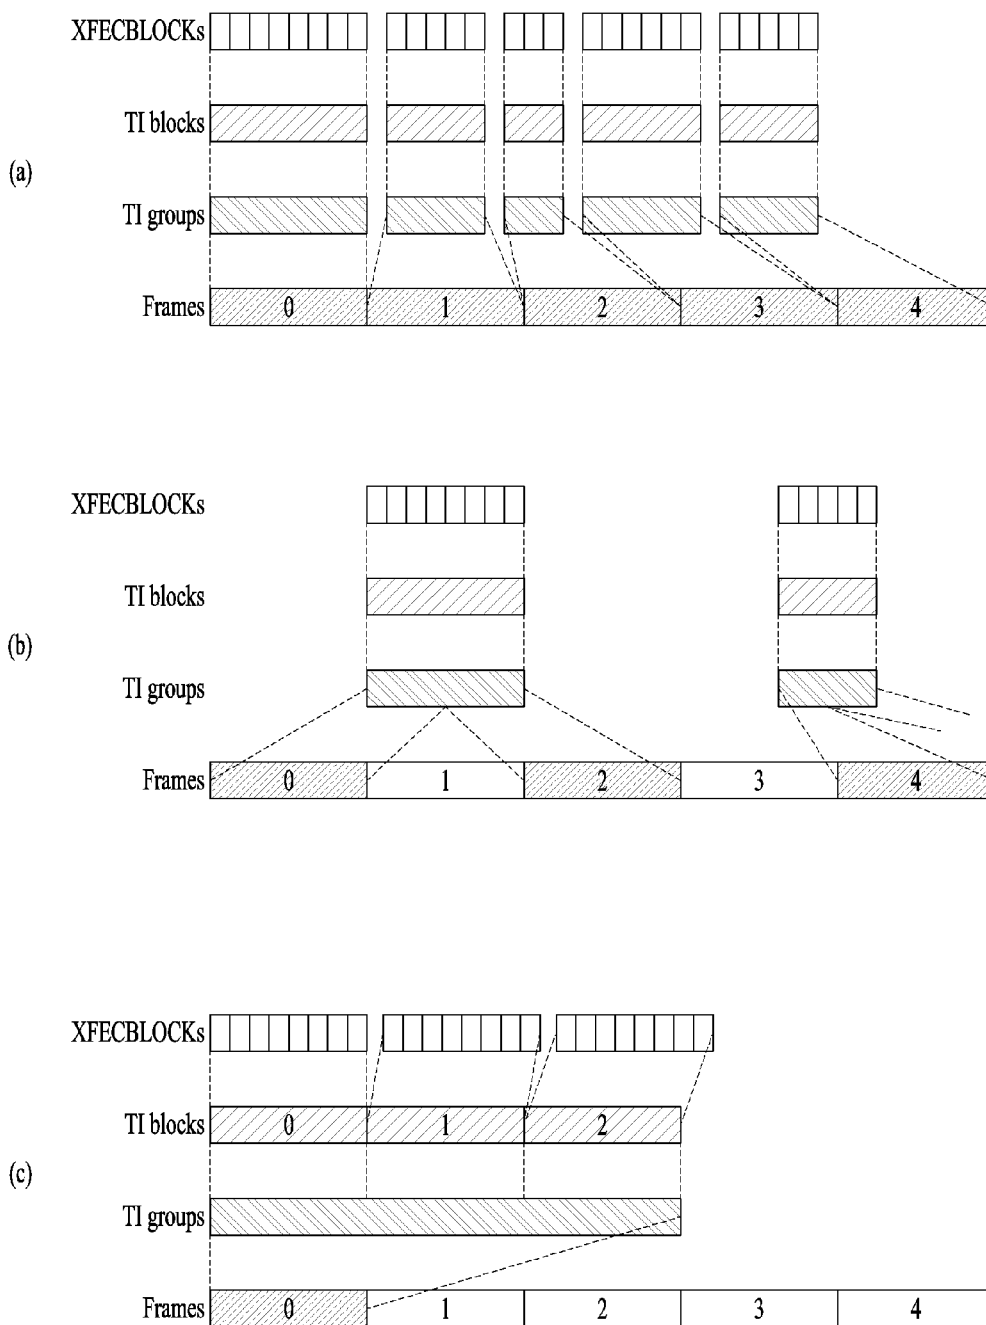 XFECBLOCKs
TI blocks
(a)
TI groups
Frames 0 1 2 3 4
XFECBLOCKs
TI blocks
(b)
TI groups
Frames 0 1 2 3 4
XFECBLOCKs
TI blocks 0 1 2
(c)
TI groups
Frames 0 1 2 3 4